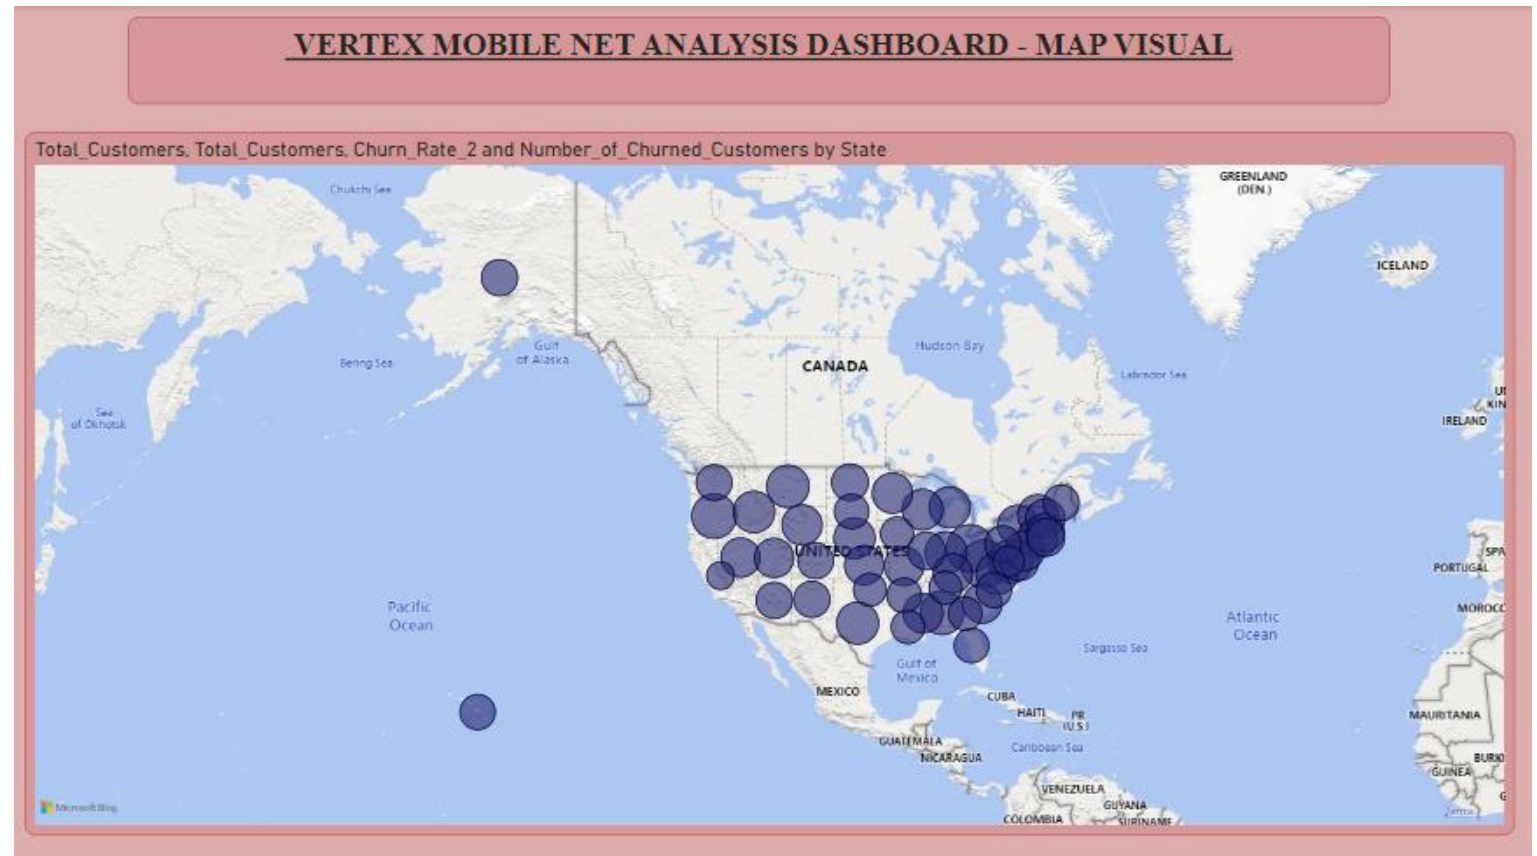 VERTEX MOBILE NET ANALYSIS DASHBOARD - MAP VISUAL
Total_Customers, Total_Customers, Churn_Rate_2 and Number_of_Churned_Customers by State
GREENLAND
(DEN.)
Chukchi Sea
ICELAND
Hudson Bay
Gulf
of Alaska
Bering Sea
CANADA
Labrador Sea
Sea
of Okhotsk
IRELAND
UNITED STATES
PORTUGAL
Pacific
Ocean
Atlantic
Ocean
Sargasso Sea
Gulf of
Mexico
MEXICO
CUBA
HAITI
PR
(U.S.)
MAURITANIA
GUATEMALA
Caribbean Sea
NICARAGUA
GUINEA
VENEZUELA
GUYANA
COLOMBIA
SURINAME
Microsoft Bing